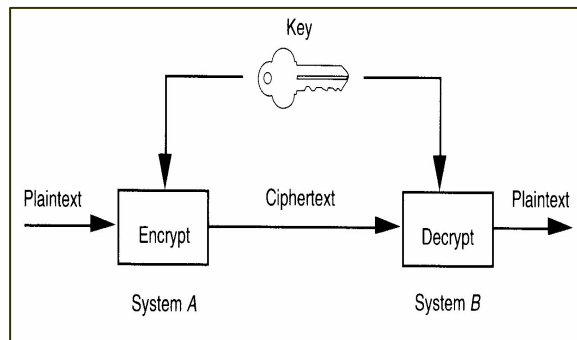 Key
Plaintext
Ciphertext
Plaintext
Encrypt
Decrypt
System A
System B